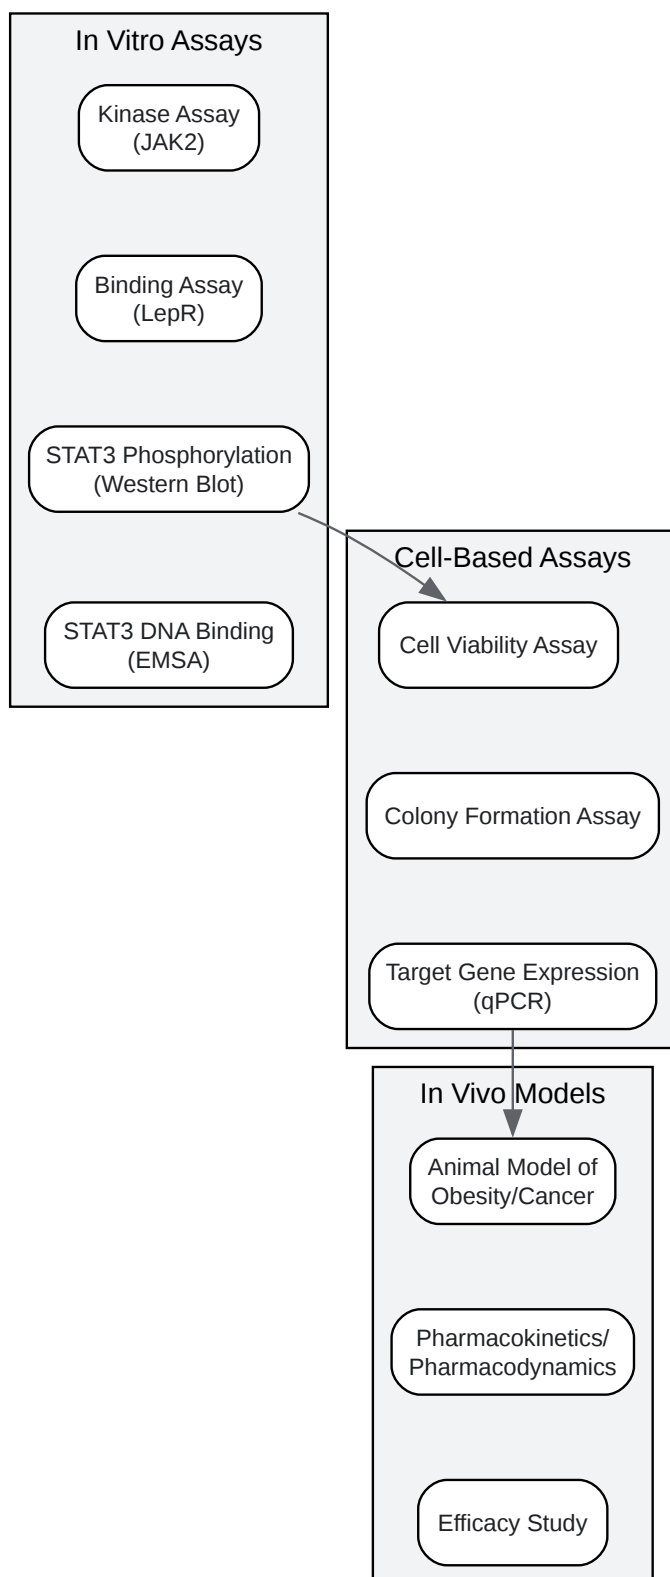 In Vitro Assays
Kinase Assay
(JAK2)
Binding Assay
(LepR)
STAT3 Phosphorylation
(Western Blot)
STAT3 DNA Binding
(EMSA)
Cell-Based Assays
Cell Viability Assay
Colony Formation Assay
Target Gene Expression
(qPCR)
In Vivo Models
Animal Model of
Obesity/Cancer
Pharmacokinetics/
Pharmacodynamics
Efficacy Study